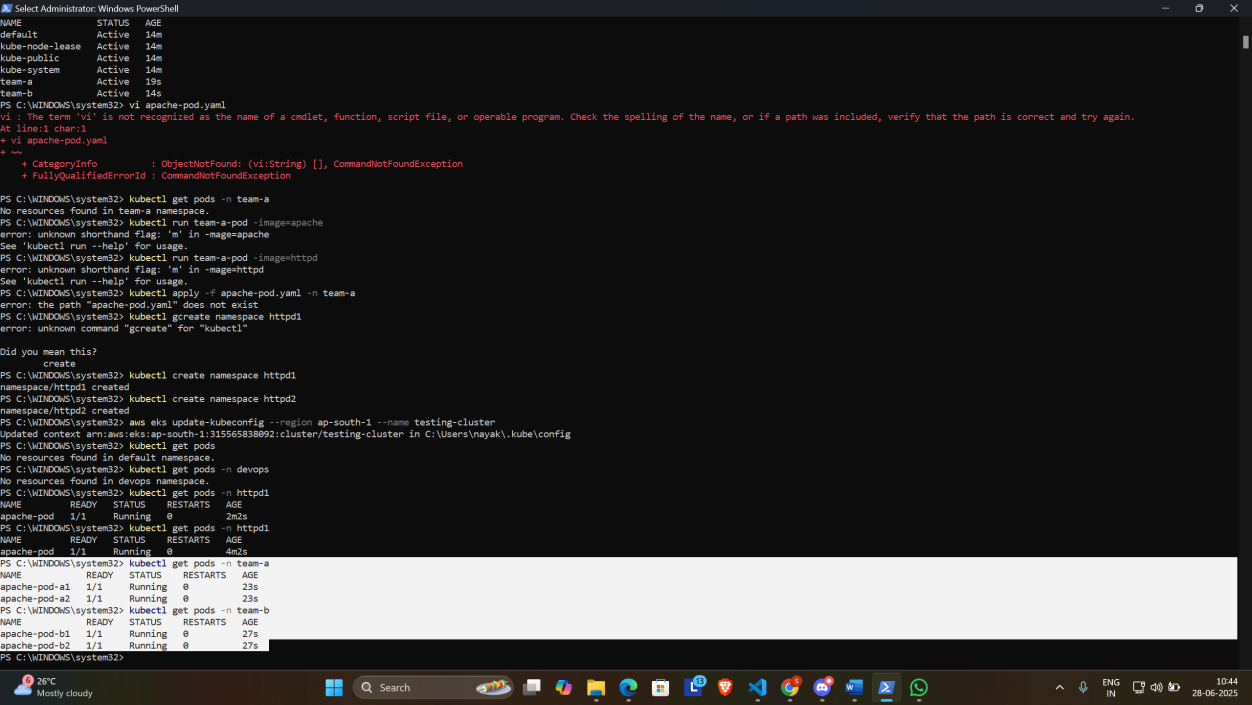 Select Administrator: Windows PowerShell
NAME STATUS AGE
default Active 14m
kube-node-lease Active 14m
kube-public Active 14m
kube-system Active 14m
team-a Active 19s
team-b Active 14s
PS C:\WINDOWS\system32> vi apache-pod.yaml
vi : The term 'vi' is not recognized as the name of a cmdlet, function, script file, or operable program. Check the spelling of the name, or if a path was included, verify that the path is correct and try again.
At line:1 char:1
+ vi apache-pod.yaml
+ ~~
+ CategoryInfo : ObjectNotFound: (vi:String) [], CommandNotFoundException
+ FullyQualifiedErrorId : CommandNotFoundException
PS C:\WINDOWS\system32> kubectl get pods -n team-a
No resources found in team-a namespace.
PS C:\WINDOWS\system32> kubectl run team-a-pod -image=apache
error: unknown shorthand flag: 'm' in -mage=apache
See 'kubectl run --help' for usage.
PS C:\WINDOWS\system32> kubectl run team-a-pod -image=httpd
error: unknown shorthand flag: 'm' in -mage=httpd
See 'kubectl run --help' for usage.
PS C:\WINDOWS\system32> kubectl apply -f apache-pod.yaml -n team-a
error: the path "apache-pod.yaml" does not exist
PS C:\WINDOWS\system32> kubectl gcreate namespace httpd1
error: unknown command "gcreate" for "kubectl"
Did you mean this?
create
PS C:\WINDOWS\system32> kubectl create namespace httpd1
namespace/httpd1 created
PS C:\WINDOWS\system32> kubectl create namespace httpd2
namespace/httpd2 created
PS C:\WINDOWS\system32> aws eks update-kubeconfig --region ap-south-1 --name testing-cluster
Updated context arn:aws:eks:ap-south-1:315565838092:cluster/testing-cluster in C:\Users\nayak\.kube\config
PS C:\WINDOWS\system32> kubectl get pods
No resources found in default namespace.
PS C:\WINDOWS\system32> kubectl get pods -n devops
No resources found in devops namespace.
PS C:\WINDOWS\system32> kubectl get pods -n httpd1
NAME READY STATUS RESTARTS AGE
apache-pod 1/1 Running 0 2m2s
PS C:\WINDOWS\system32> kubectl get pods -n httpd1
NAME READY STATUS RESTARTS AGE
apache-pod 1/1 Running 0 4m2s
PS C:\WINDOWS\system32> kubectl get pods -n team-a
NAME READY STATUS RESTARTS AGE
apache-pod-a1 1/1 Running 0 23s
apache-pod-a2 1/1 Running 0 23s
PS C:\WINDOWS\system32> kubectl get pods -n team-b
NAME READY STATUS RESTARTS AGE
apache-pod-b1 1/1 Running 0 27s
apache-pod-b2 1/1 Running 0 27s
PS C:\WINDOWS\system32>
6
26°C
Mostly cloudy
Search
13
5
ENG
IN
10:44
28-06-2025